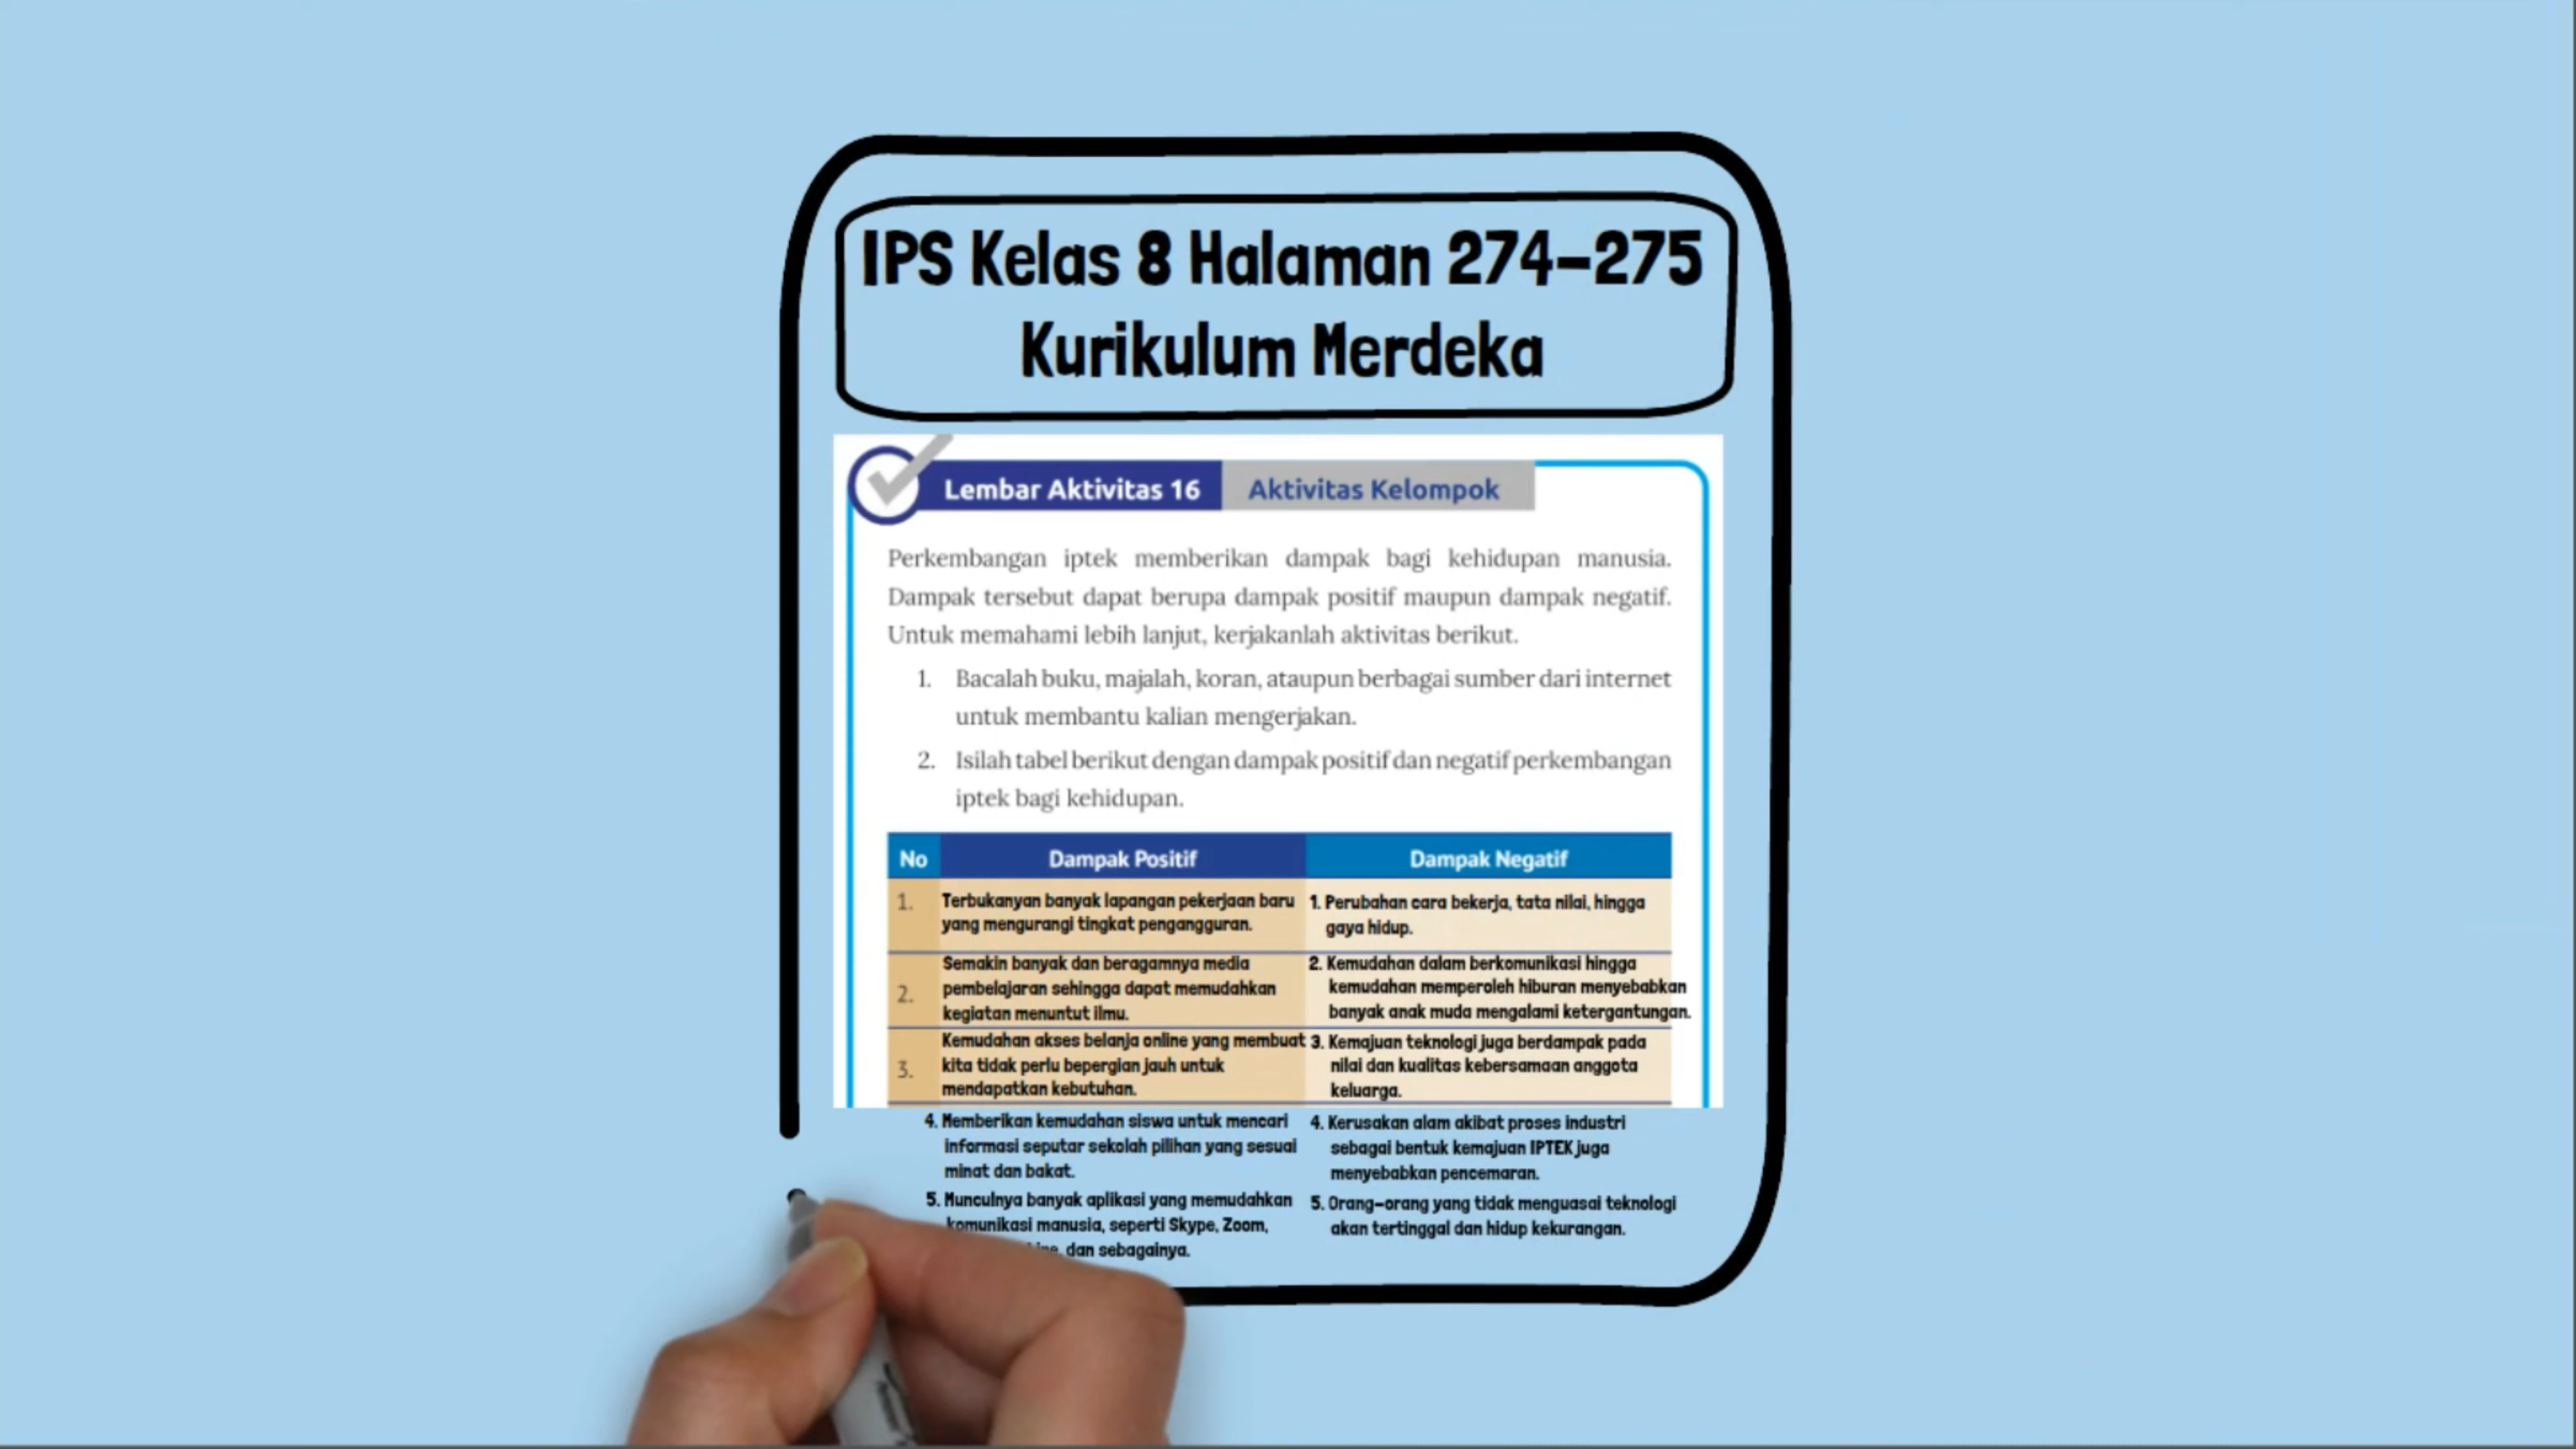 IPS Kelas 8 Halaman 274-275
Kurikulum Merdeka
Lembar Aktivitas 16
Aktivitas Kelompok
Perkembangan iptek memberikan dampak bagi kehidupan manusia.
Dampak tersebut dapat berupa dampak positif maupun dampak negatif.
Untuk memahami lebih lanjut, kerjakanlah aktivitas berikut.
1. Bacalah buku, majalah, koran, ataupun berbagai sumber dari internet
untuk membantu kalian mengerjakan.
2. Isilah tabel berikut dengan dampak positif dan negatif perkembangan
iptek bagi kehidupan.
No
Dampak Positif
Dampak Negatif
1.
Terbukanyan banyak lapangan pekerjaan baru
yang mengurangi tingkat pengangguran.
1. Perubahan cara bekerja, tata nilai, hingga
gaya hidup.
2.
Semakin banyak dan beragamnya media
pembelajaran sehingga dapat memudahkan
kegiatan menuntut ilmu.
2. Kemudahan dalam berkomunikasi hingga
kemudahan memperoleh hiburan menyebabkan
banyak anak muda mengalami ketergantungan.
3.
Kemudahan akses belanja online yang membuat
kita tidak perlu bepergian jauh untuk
mendapatkan kebutuhan.
3. Kemajuan teknologi juga berdampak pada
nilai dan kualitas kebersamaan anggota
keluarga.
4. Memberikan kemudahan siswa untuk mencari
informasi seputar sekolah pilihan yang sesuai
minat dan bakat.
4. Kerusakan alam akibat proses industri
sebagai bentuk kemajuan IPTEK juga
menyebabkan pencemaran.
5. Munculnya banyak aplikasi yang memudahkan
komunikasi manusia, seperti Skype, Zoom,
dan sebagainya.
5. Orang-orang yang tidak menguasai teknologi
akan tertinggal dan hidup kekurangan.